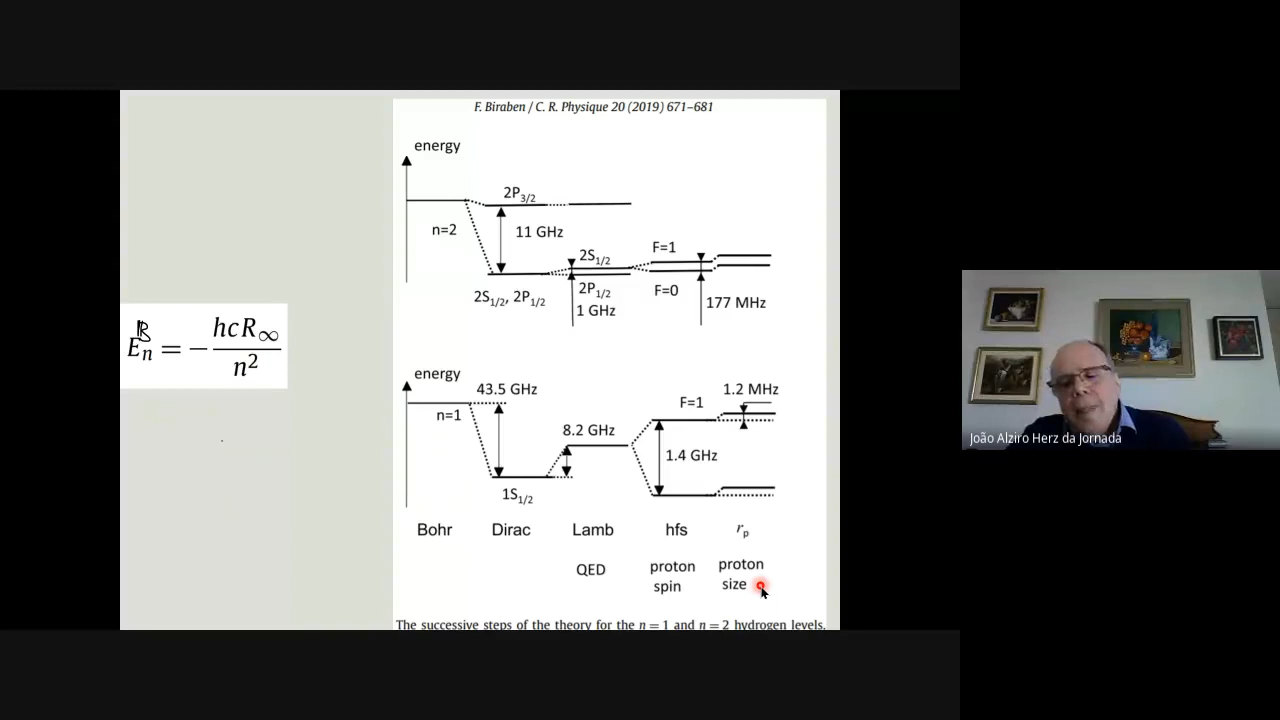 F. Biraben / C. R. Physique 20 (2019) 671–681
energy
2P3/2
n=2
11 GHz
2S1/2
F=1
2S1/2, 2P1/2
2P1/2
F=0
1 GHz
177 MHz
E_n^B = − hcR∞ / n²
energy
43.5 GHz
1.2 MHz
n=1
F=1
8.2 GHz
1.4 GHz
1S1/2
Bohr Dirac Lamb hfs rp
QED
proton
spin
proton
size
The successive steps of the theory for the n = 1 and n = 2 hydrogen levels.
João Alziro Herz da Jornada